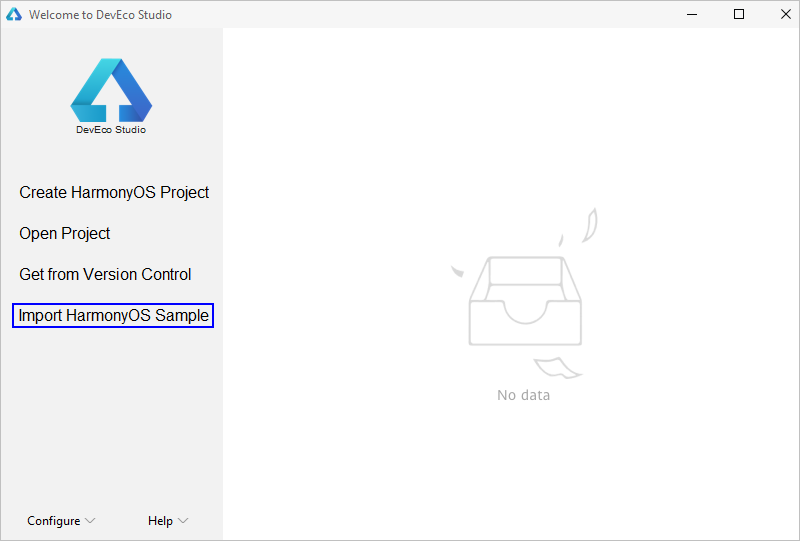 Welcome to DevEco Studio
DevEco Studio
Create HarmonyOS Project
Open Project
Get from Version Control
Import HarmonyOS Sample
No data
Configure
Help